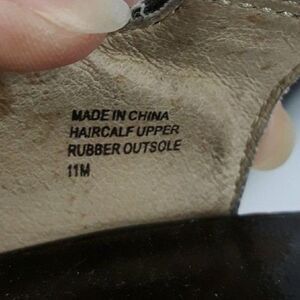 MADE IN CHINA
HAIRCALF UPPER
RUBBER OUTSOLE
11M